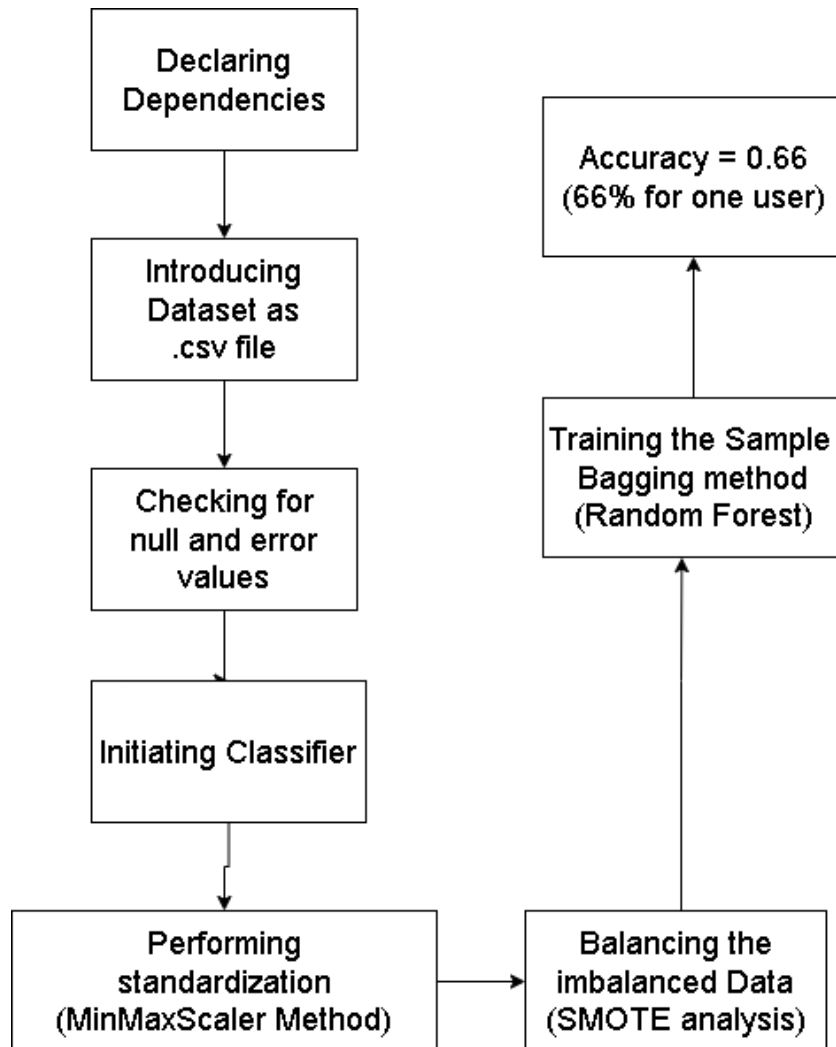 Declaring
Dependencies
Introducing
Dataset as
.csv file
Checking for
null and error
values
Initiating Classifier
Performing
standardization
(MinMaxScaler Method)
Balancing the
imbalanced Data
(SMOTE analysis)
Training the Sample
Bagging method
(Random Forest)
Accuracy = 0.66
(66% for one user)